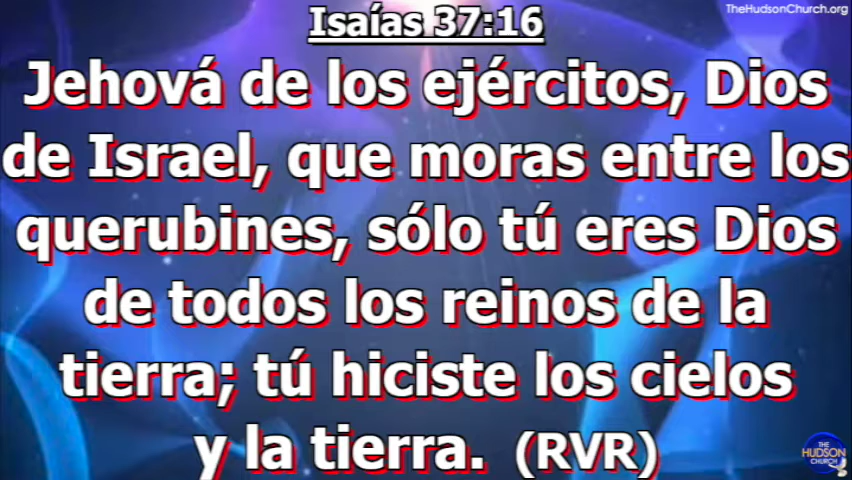 TheHudsonChurch.org
Isaías 37:16
Jehová de los ejércitos, Dios
de Israel, que moras entre los
querubines, sólo tú eres Dios
de todos los reinos de la
tierra; tú hiciste los cielos
y la tierra. (RVR)
THE
HUDSON
CHURCH